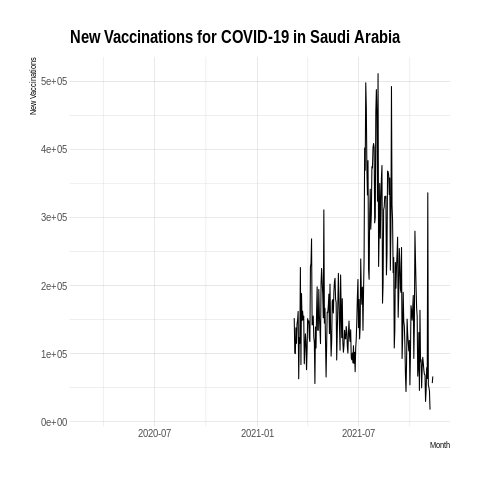 New Vaccinations for COVID-19 in Saudi Arabia
New Vaccinations
5e+05
4e+05
3e+05
2e+05
1e+05
0e+00
2020-07 2021-01 2021-07
Month